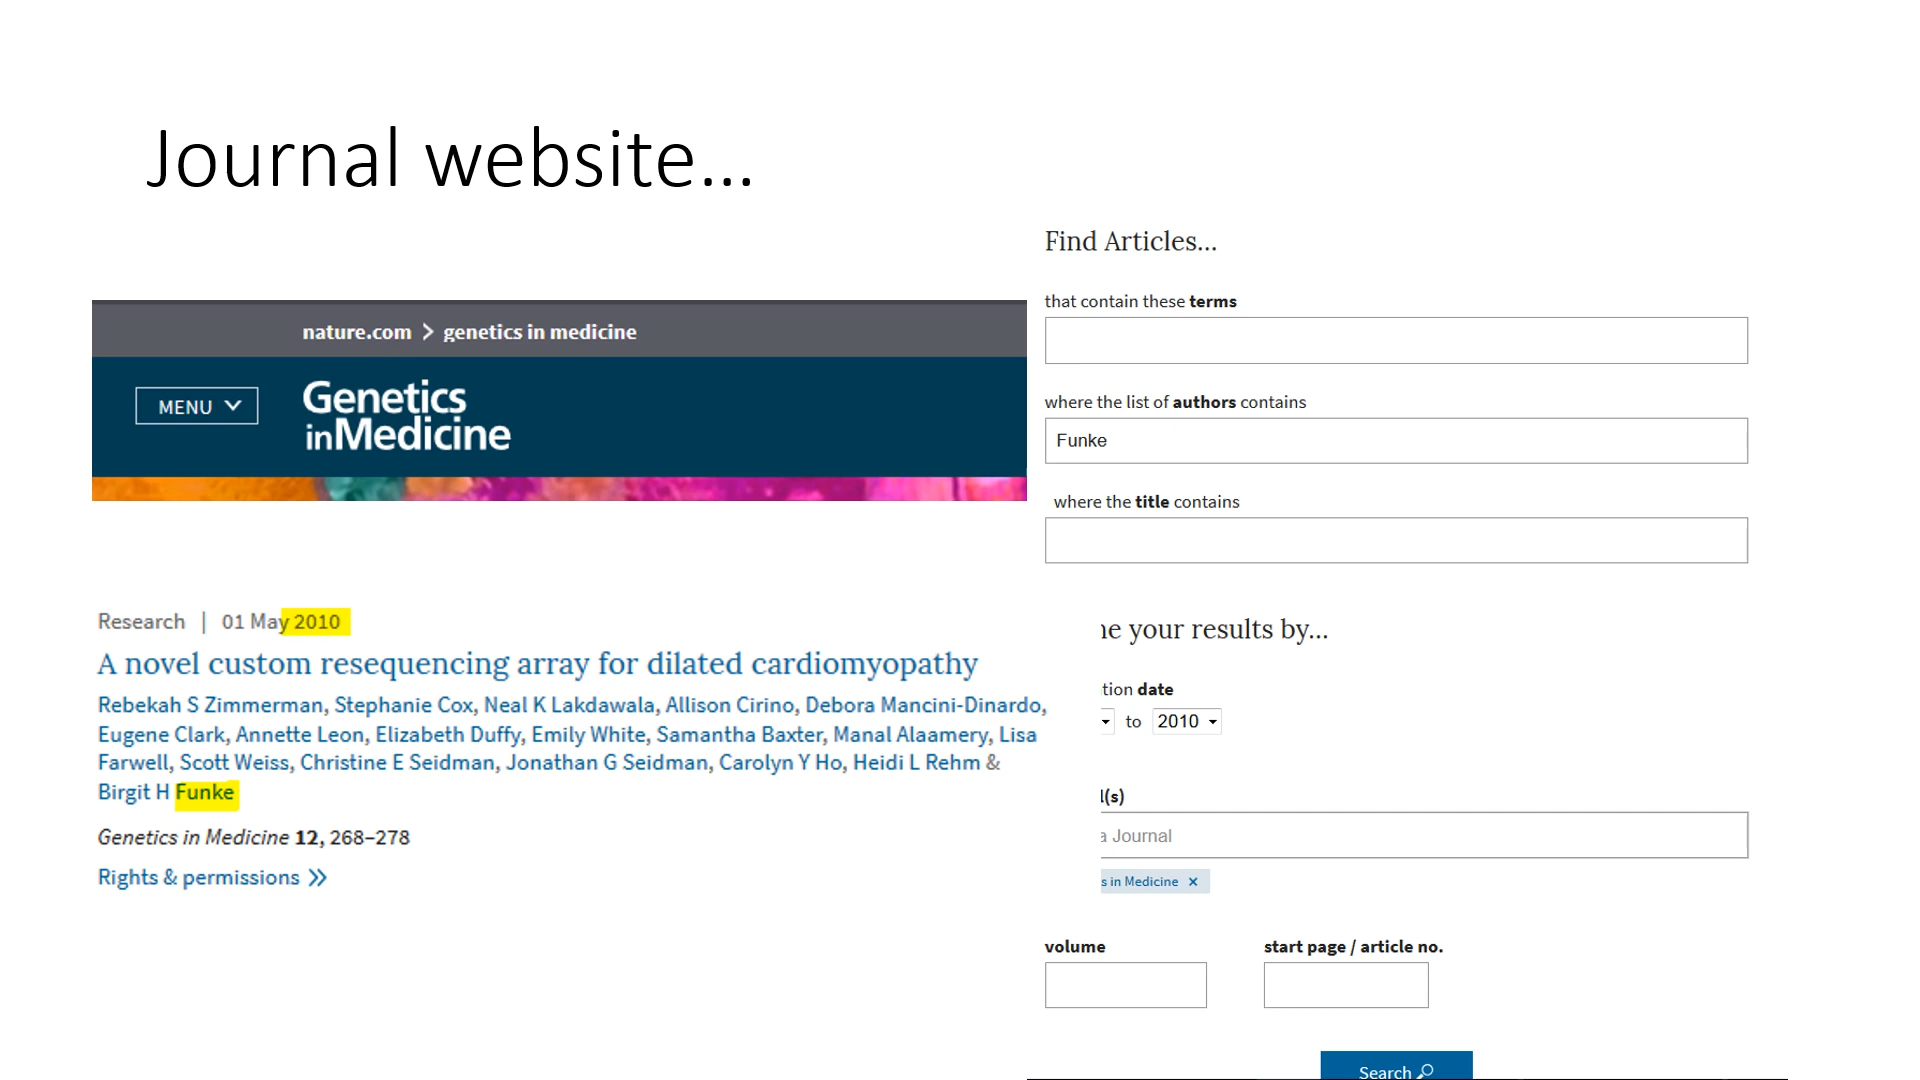 Journal website...
nature.com > genetics in medicine
MENU
Genetics
inMedicine
Research | 01 May 2010
A novel custom resequencing array for dilated cardiomyopathy
Rebekah S Zimmerman, Stephanie Cox, Neal K Lakdawala, Allison Cirino, Debora Mancini-Dinardo,
Eugene Clark, Annette Leon, Elizabeth Duffy, Emily White, Samantha Baxter, Manal Alaamery, Lisa
Farwell, Scott Weiss, Christine E Seidman, Jonathan G Seidman, Carolyn Y Ho, Heidi L Rehm &
Birgit H Funke
Genetics in Medicine 12, 268–278
Rights & permissions
Find Articles...
that contain these terms
where the list of authors contains
Funke
where the title contains
your results by...
date
to 2010
a Journal
s in Medicine ×
volume
start page / article no.
Search